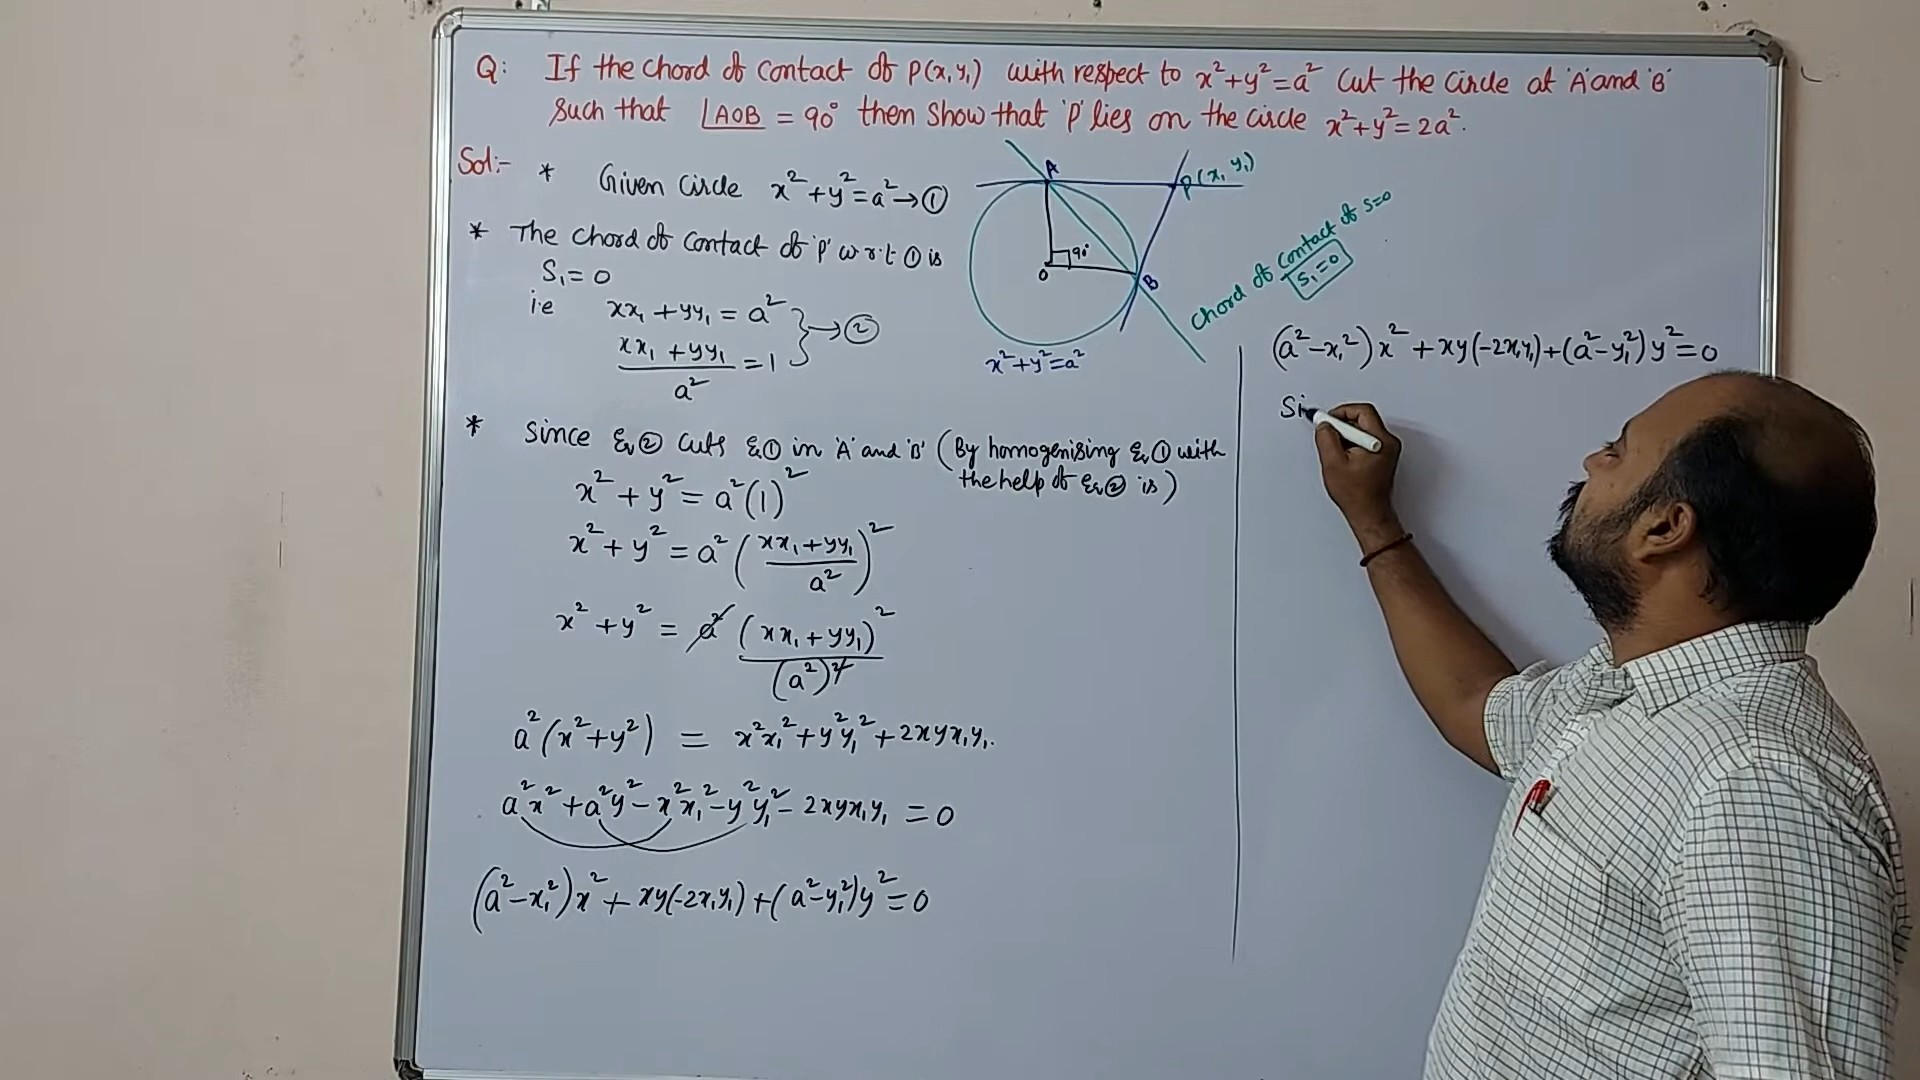 Q: If the chord of contact of P(x₁y₁) with respect to x²+y²=a² cut the circle at 'A' and 'B'
such that ∠AOB = 90° then show that 'P' lies on the circle x²+y²=2a².
Sol:- * Given circle x²+y²=a²→①
* The chord of contact of 'P' w r t ① is
S₁=0
i.e xx₁+yy₁=a²
(xx₁+yy₁)/a²=1 } →②
A
P(x₁ y₁)
90°
O
B
x²+y²=a²
chord of contact of S=0
S₁=0
* Since Eq② cuts Eq① in 'A' and 'B' (By homogenising Eq① with
the help of Eq② is)
x²+y²=a²(1)²
x²+y²=a²((xx₁+yy₁)/a²)²
x²+y²=a² (xx₁+yy₁)²/(a²)²
a²(x²+y²) = x²x₁²+y²y₁²+2xyx₁y₁.
a²x²+a²y²-x²x₁²-y²y₁²-2xyx₁y₁=0
(a²-x₁²)x²+xy(-2x₁y₁)+(a²-y₁²)y²=0
(a²-x₁²)x²+xy(-2x₁y₁)+(a²-y₁²)y²=0
Si